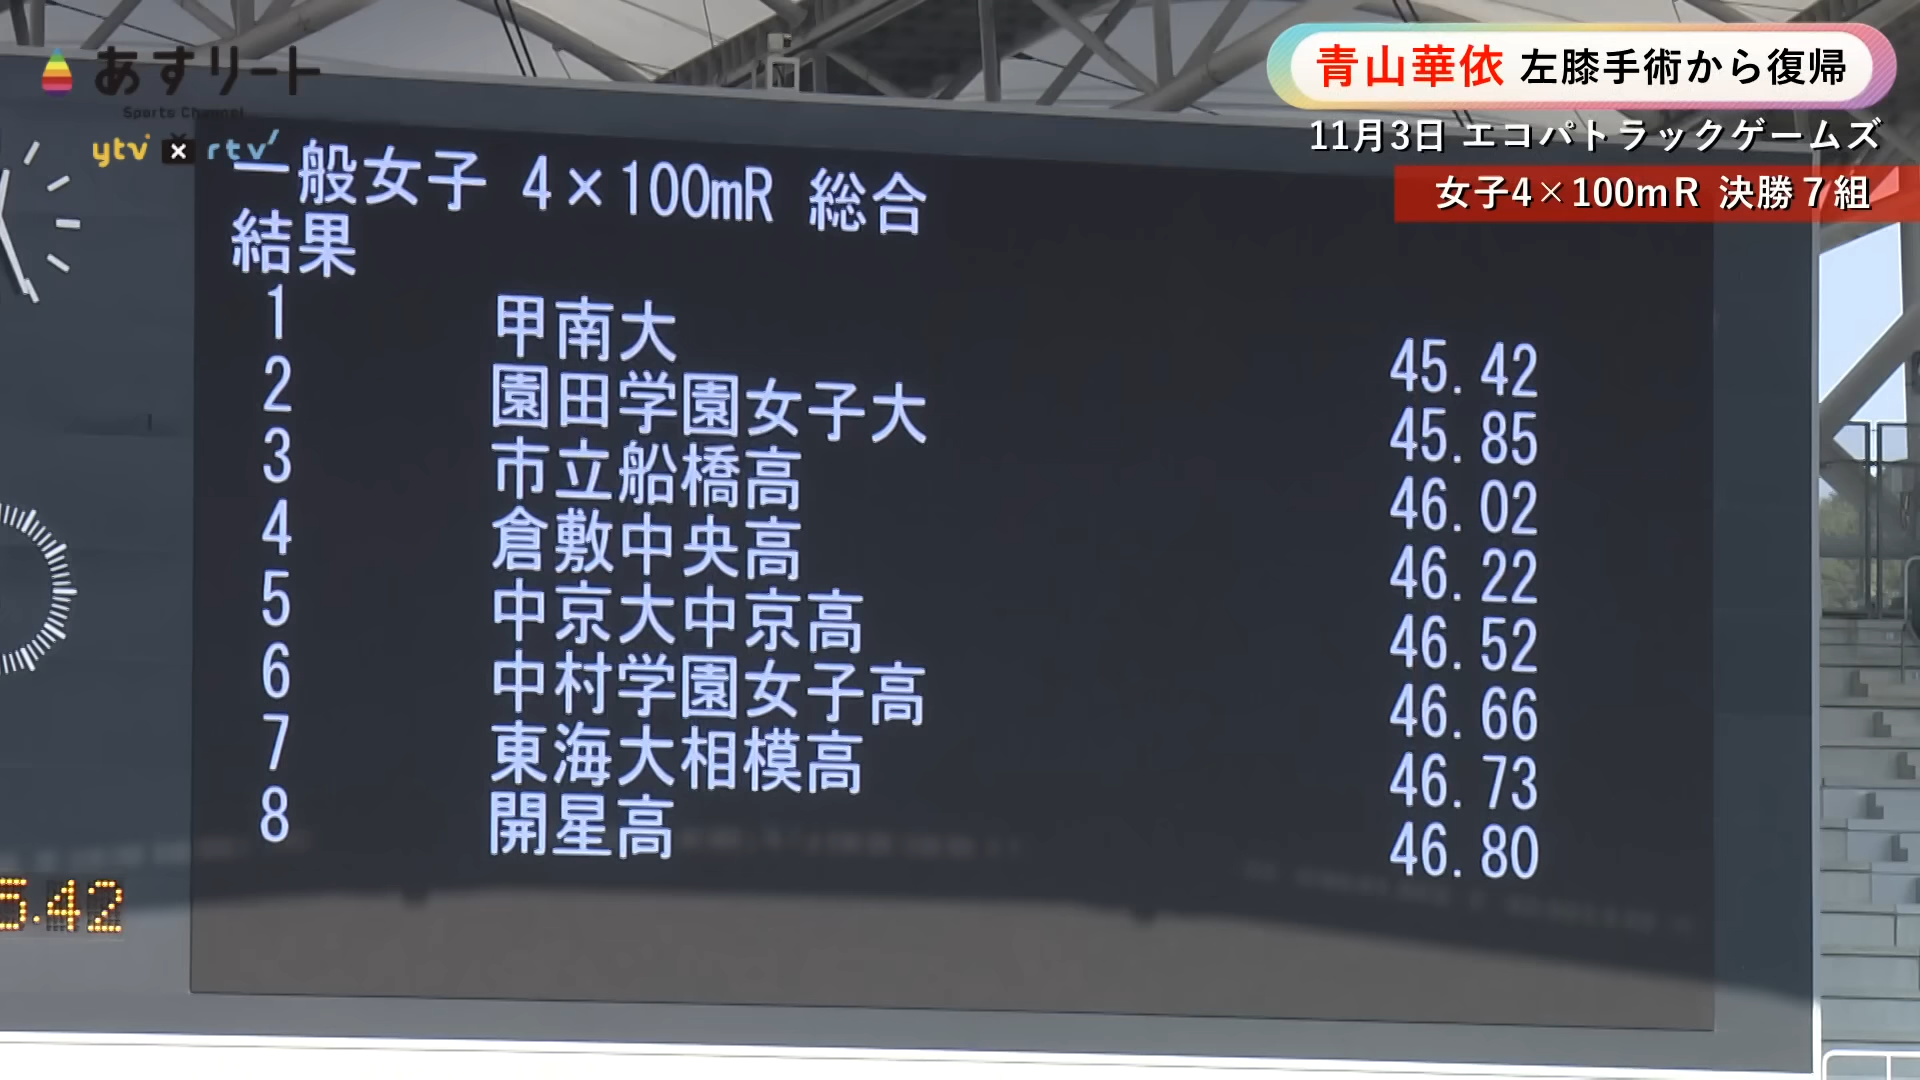 あすリート
Sports Channel
ytv × rtv
青山華依 左膝手術から復帰
11月3日 エコパトラックゲームズ
女子4×100mR 決勝7組
一般女子 4×100mR 総合
結果
1 甲南大 45.42
2 園田学園女子大 45.85
3 市立船橋高 46.02
4 倉敷中央高 46.22
5 中京大中京高 46.52
6 中村学園女子高 46.66
7 東海大相模高 46.73
8 開星高 46.80
5.42